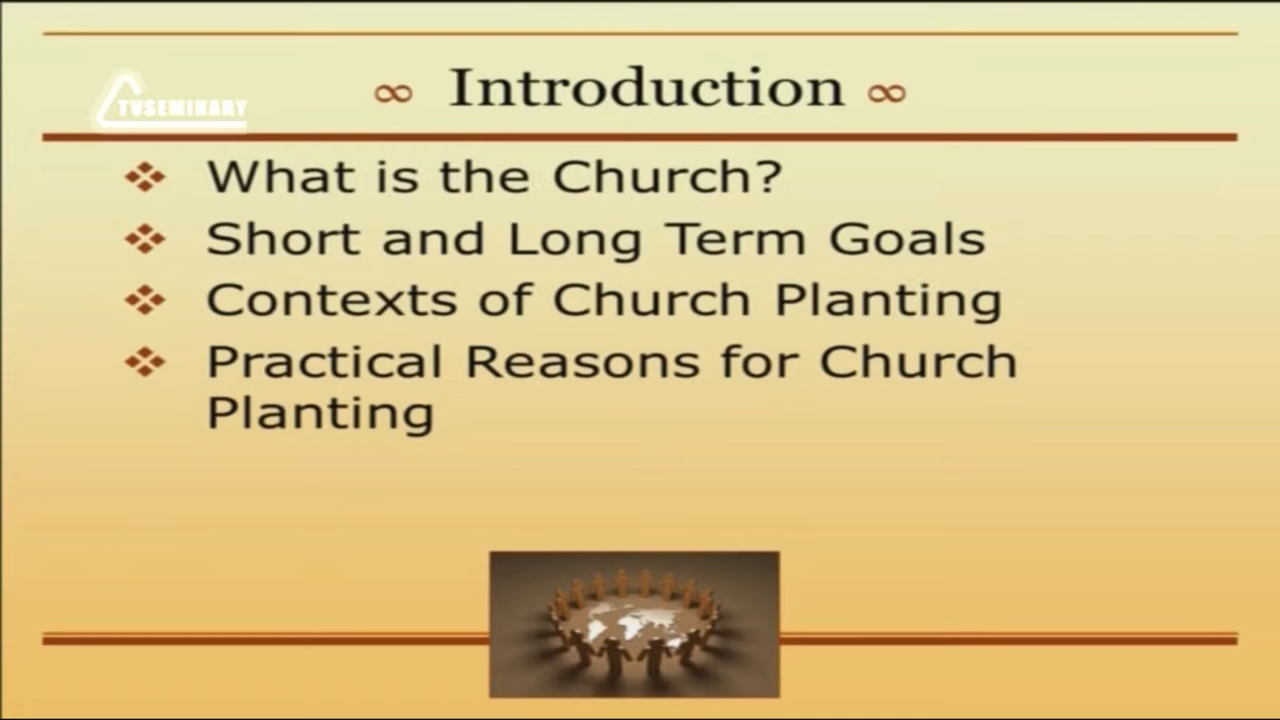 ∞ Introduction ∞
TVSEMINARY
What is the Church?
Short and Long Term Goals
Contexts of Church Planting
Practical Reasons for Church
Planting